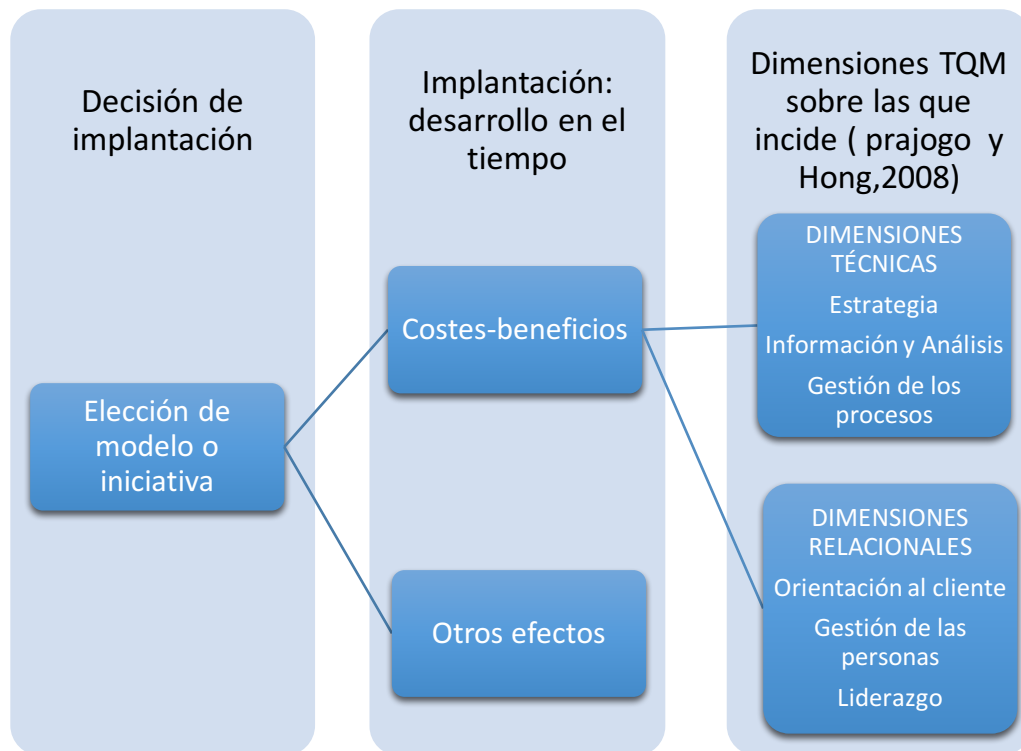 Decisión de
implantación
Elección de
modelo o
iniciativa
Implantación:
desarrollo en el
tiempo
Costes-beneficios
Otros efectos
Dimensiones TQM
sobre las que
incide ( prajogo y
Hong,2008)
DIMENSIONES
TÉCNICAS
Estrategia
Información y Análisis
Gestión de los
procesos
DIMENSIONES
RELACIONALES
Orientación al cliente
Gestión de las
personas
Liderazgo